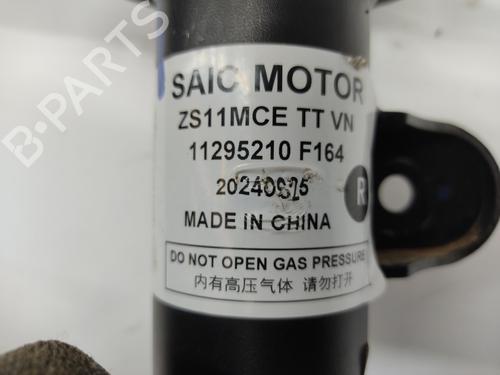 SAIC MOTOR
ZS11MCE TT VN
11295210 F164
R
MADE IN CHINA
DO NOT OPEN GAS PRESSURE
内有高压气体 请勿打开
B-PARTS